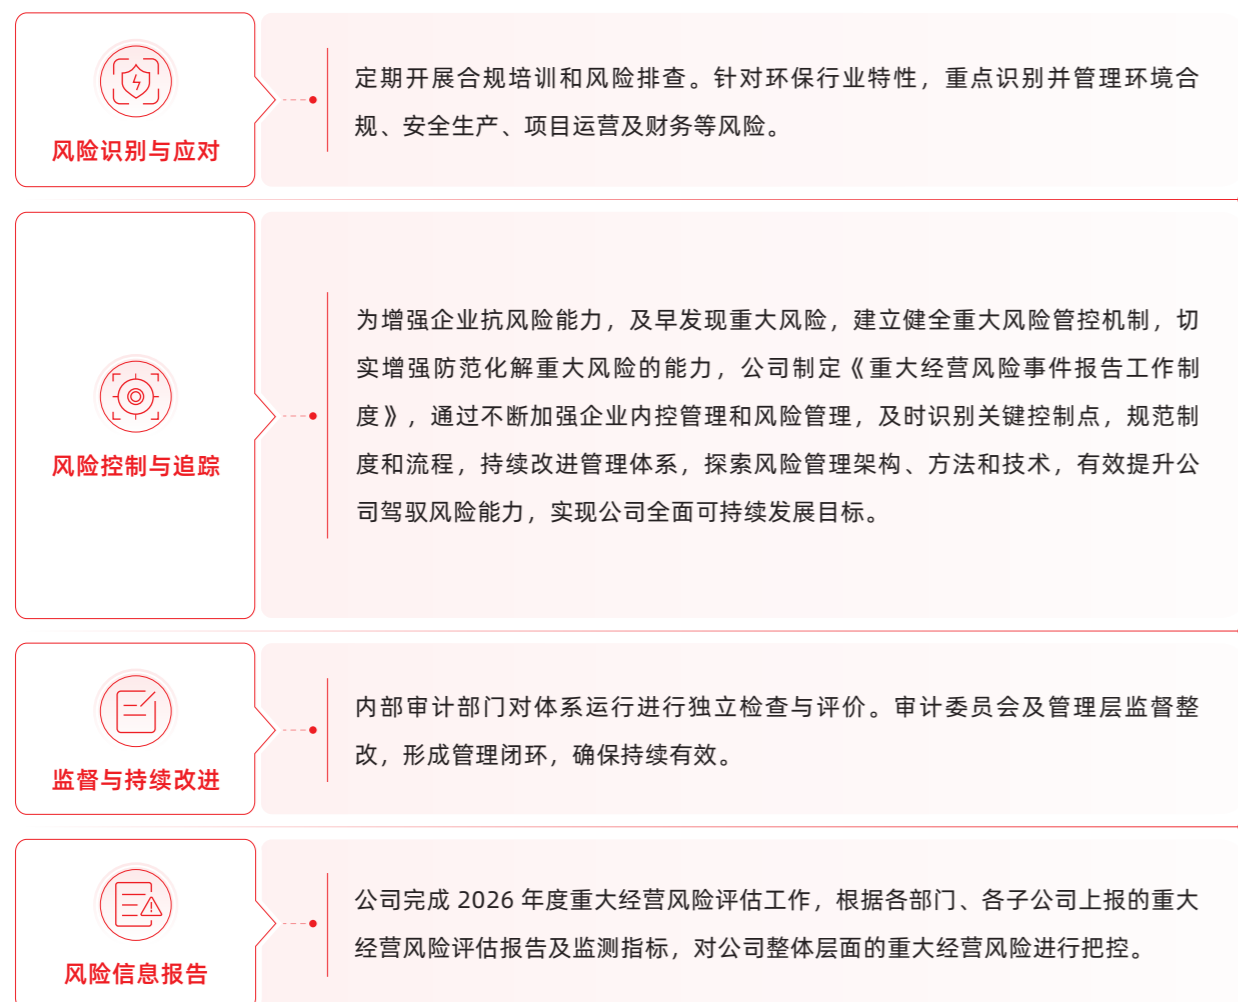 风险识别与应对
定期开展合规培训和风险排查。针对环保行业特性，重点识别并管理环境合
规、安全生产、项目运营及财务等风险。
风险控制与追踪
为增强企业抗风险能力，及早发现重大风险，建立健全重大风险管控机制，切
实增强防范化解重大风险的能力，公司制定《重大经营风险事件报告工作制
度》，通过不断加强企业内控管理和风险管理，及时识别关键控制点，规范制
度和流程，持续改进管理体系，探索风险管理架构、方法和技术，有效提升公
司驾驭风险能力，实现公司全面可持续发展目标。
监督与持续改进
内部审计部门对体系运行进行独立检查与评价。审计委员会及管理层监督整
改，形成管理闭环，确保持续有效。
风险信息报告
公司完成 2026 年度重大经营风险评估工作，根据各部门、各子公司上报的重大
经营风险评估报告及监测指标，对公司整体层面的重大经营风险进行把控。